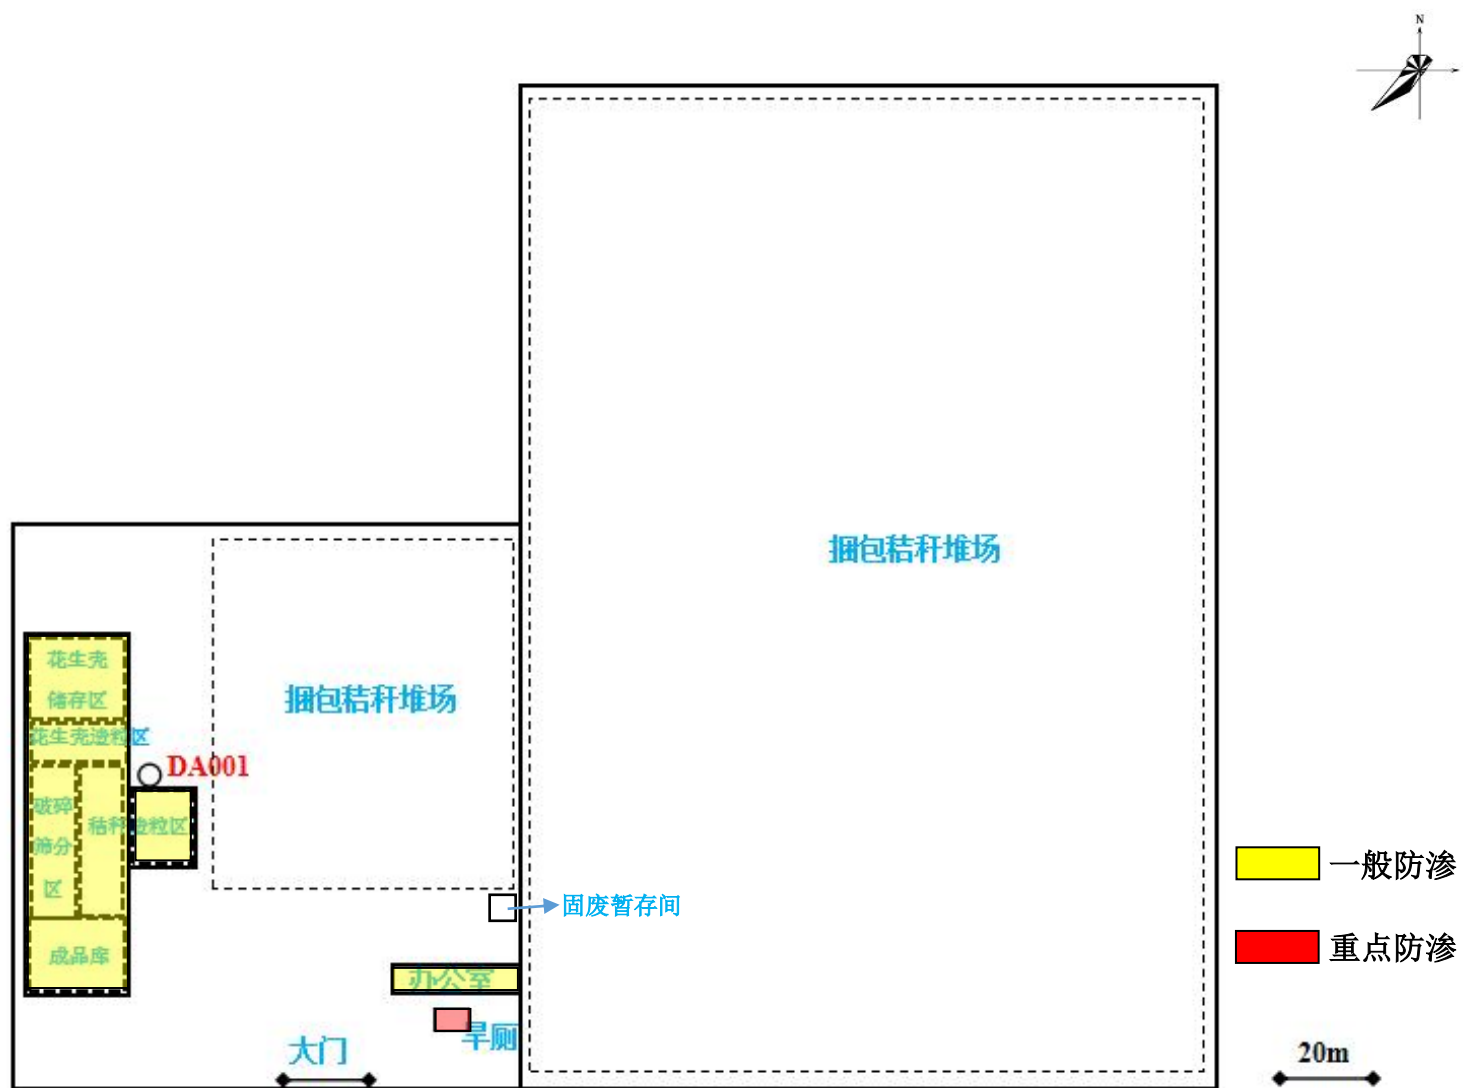 N
捆包秸秆堆场
捆包秸秆堆场
花生壳
储存区
花生壳造粒区
DA001
破碎
筛分
区
秸秆造粒区
成品库
固废暂存间
办公室
旱厕
大门
一般防渗
重点防渗
20m